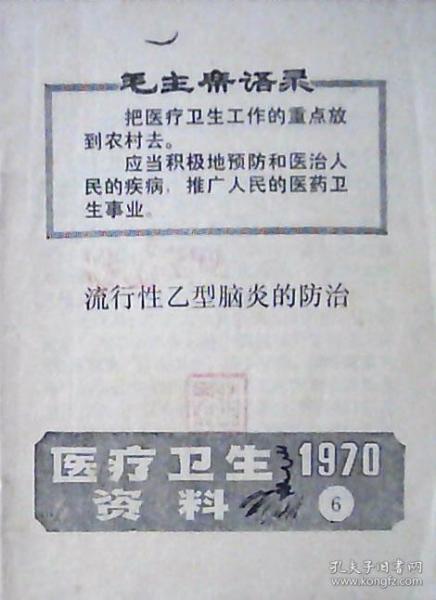 毛主席语录
把医疗卫生工作的重点放
到农村去。
应当积极地预防和医治人
民的疾病，推广人民的医药卫
生事业。
流行性乙型脑炎的防治
医疗卫生
资料
1970
6
孔夫子旧书网
www.kongfz.com